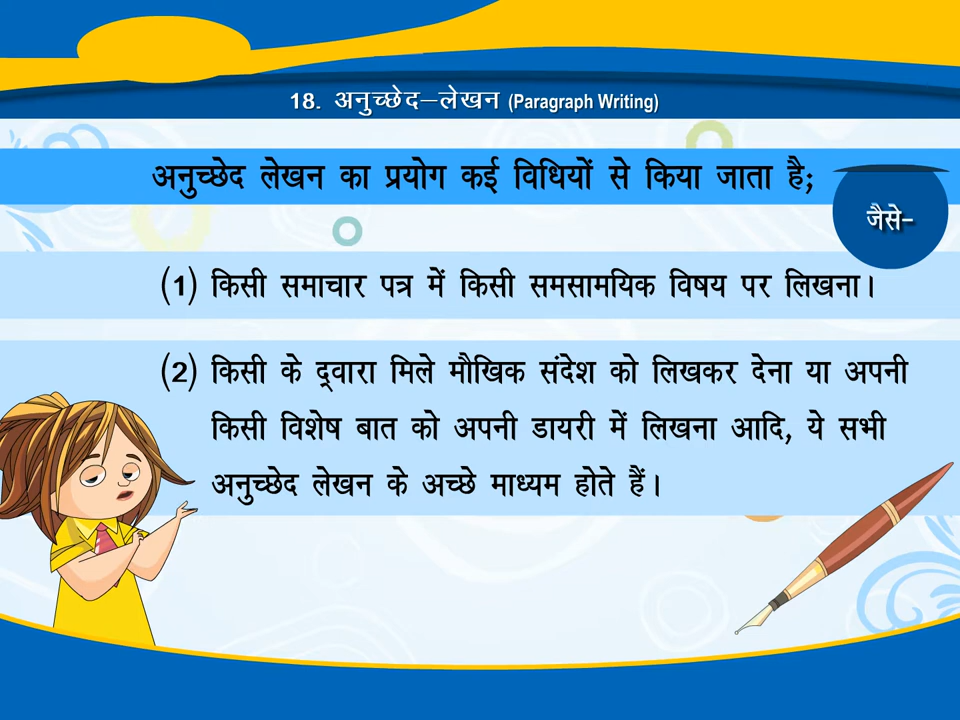 18. अनुच्छेद–लेखन (Paragraph Writing)
अनुच्छेद लेखन का प्रयोग कई विधियों से किया जाता है;
जैसे–
(1) किसी समाचार पत्र में किसी समसामयिक विषय पर लिखना।
(2) किसी के द्‌वारा मिले मौखिक संदेश को लिखकर देना या अपनी
किसी विशेष बात को अपनी डायरी में लिखना आदि, ये सभी
अनुच्छेद लेखन के अच्छे माध्यम होते हैं।